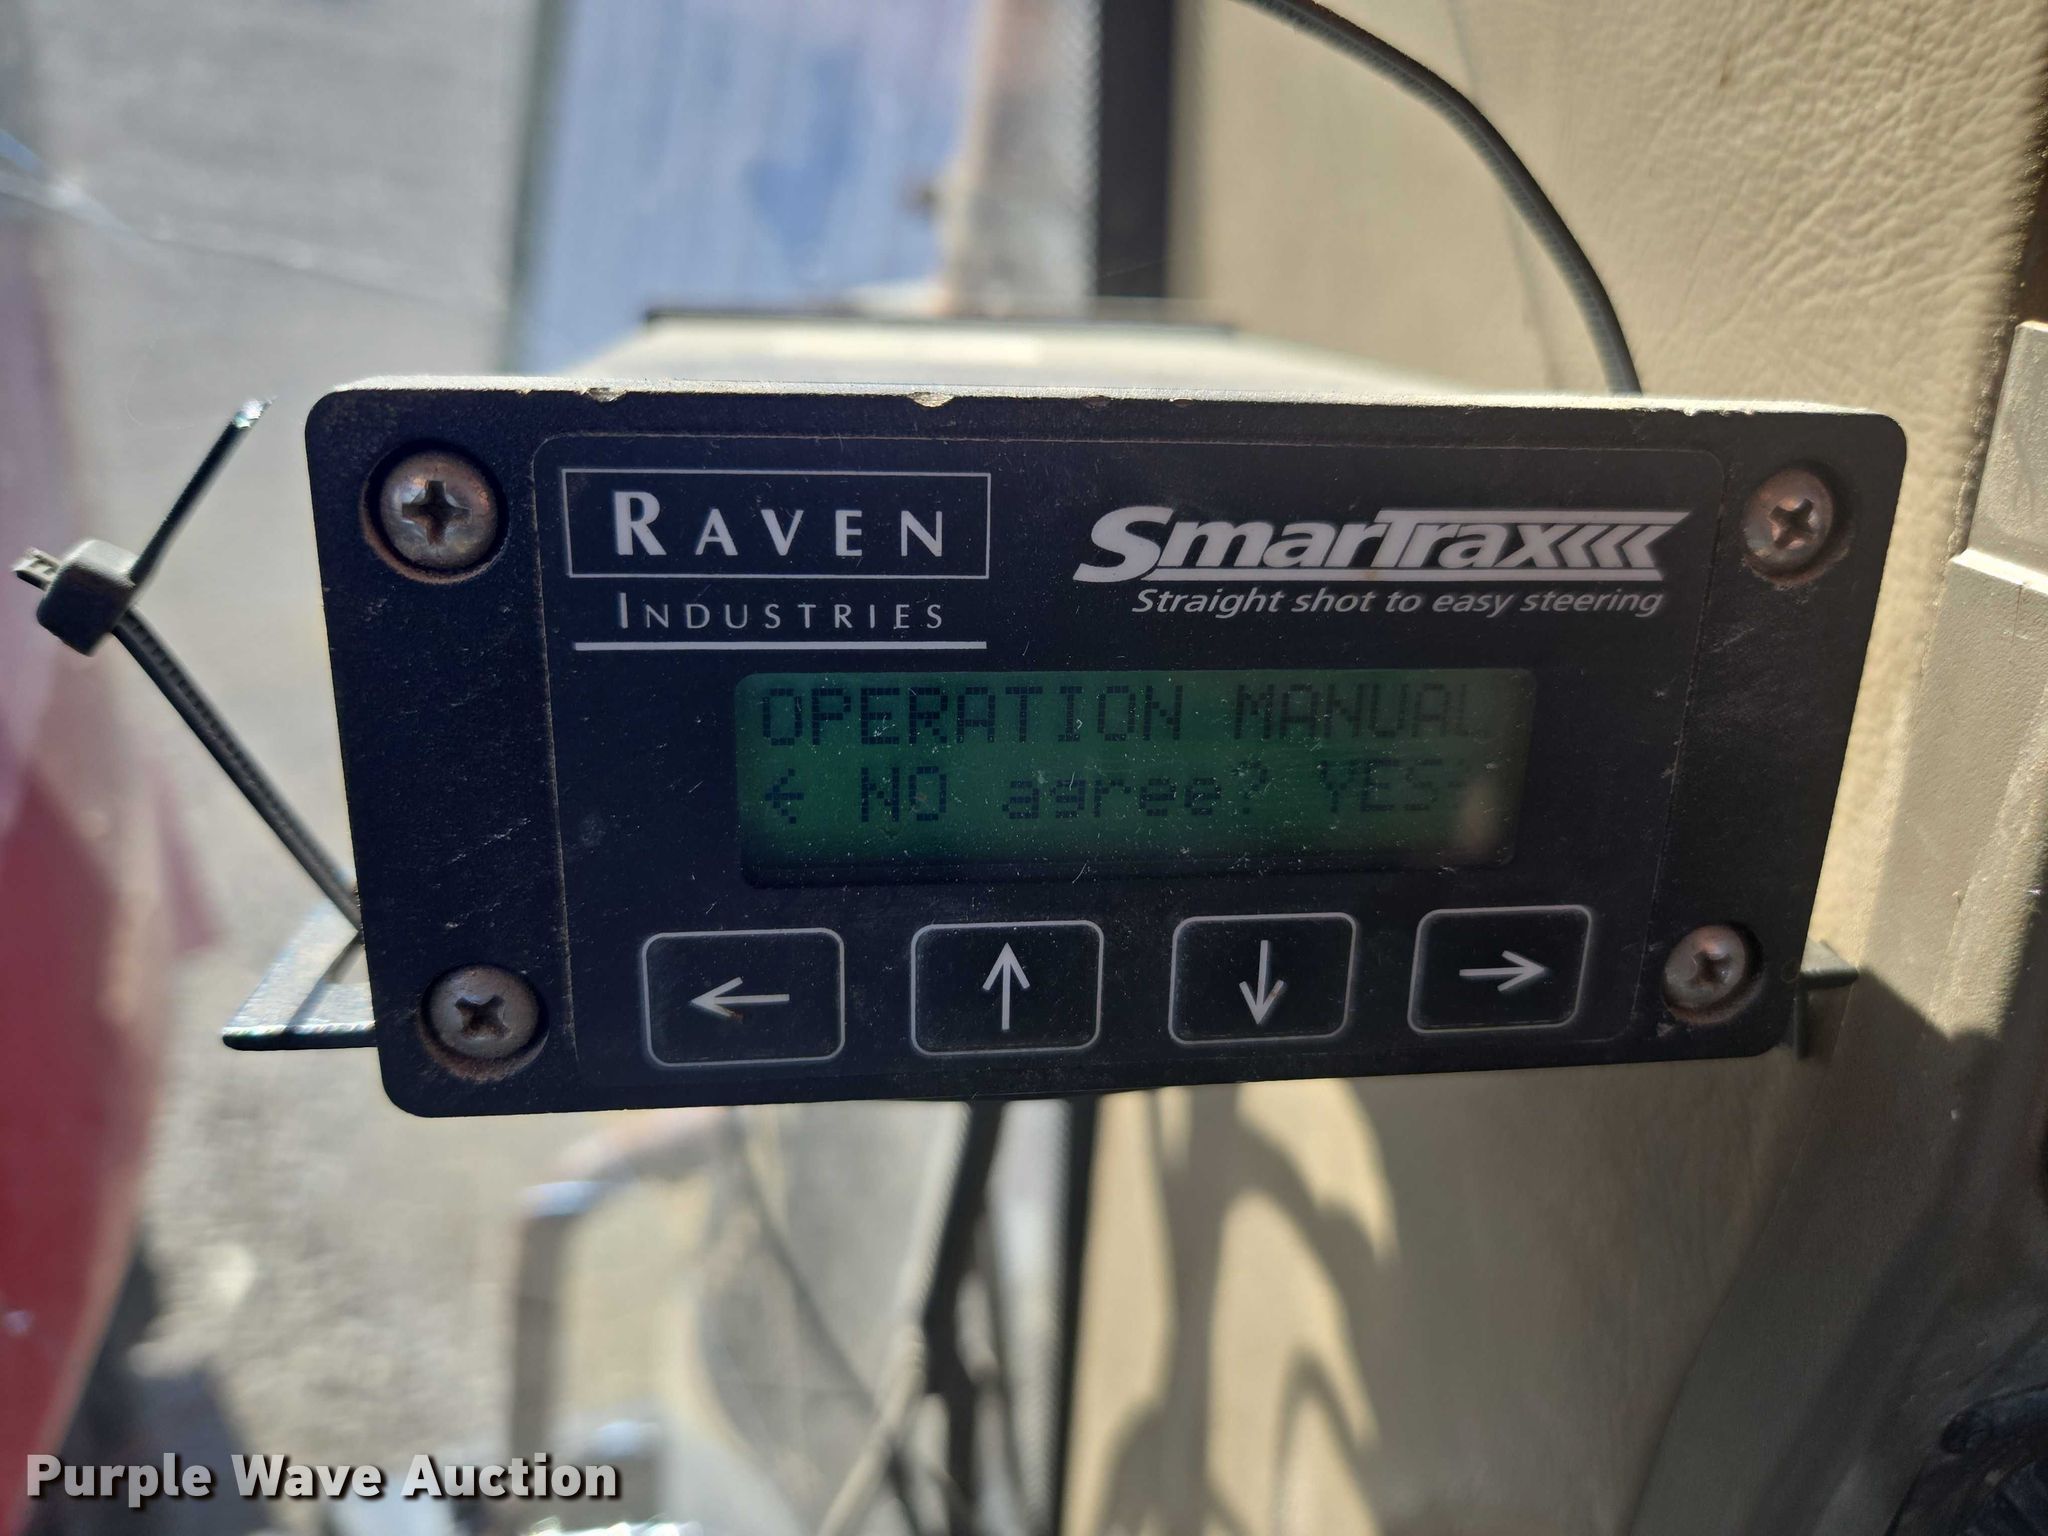 RAVEN
INDUSTRIES
SMARTRAX
Straight shot to easy steering
OPERATION MANUAL
← NO agree? YES
← ↑ ↓ →
Purple Wave Auction